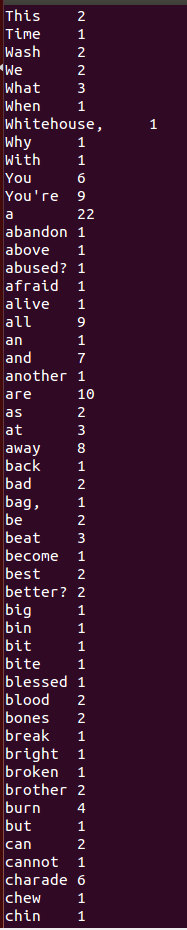 This 2
Time 1
Wash 2
We 2
What 3
When 1
Whitehouse, 1
Why 1
With 1
You 6
You're 9
a 22
abandon 1
above 1
abused? 1
afraid 1
alive 1
all 9
an 1
and 7
another 1
are 10
as 2
at 3
away 8
back 1
bad 2
bag, 1
be 2
beat 3
become 1
best 2
better? 2
big 1
bin 1
bit 1
bite 1
blessed 1
blood 2
bones 2
break 1
bright 1
broken 1
brother 2
burn 4
but 1
can 2
cannot 1
charade 6
chew 1
chin 1